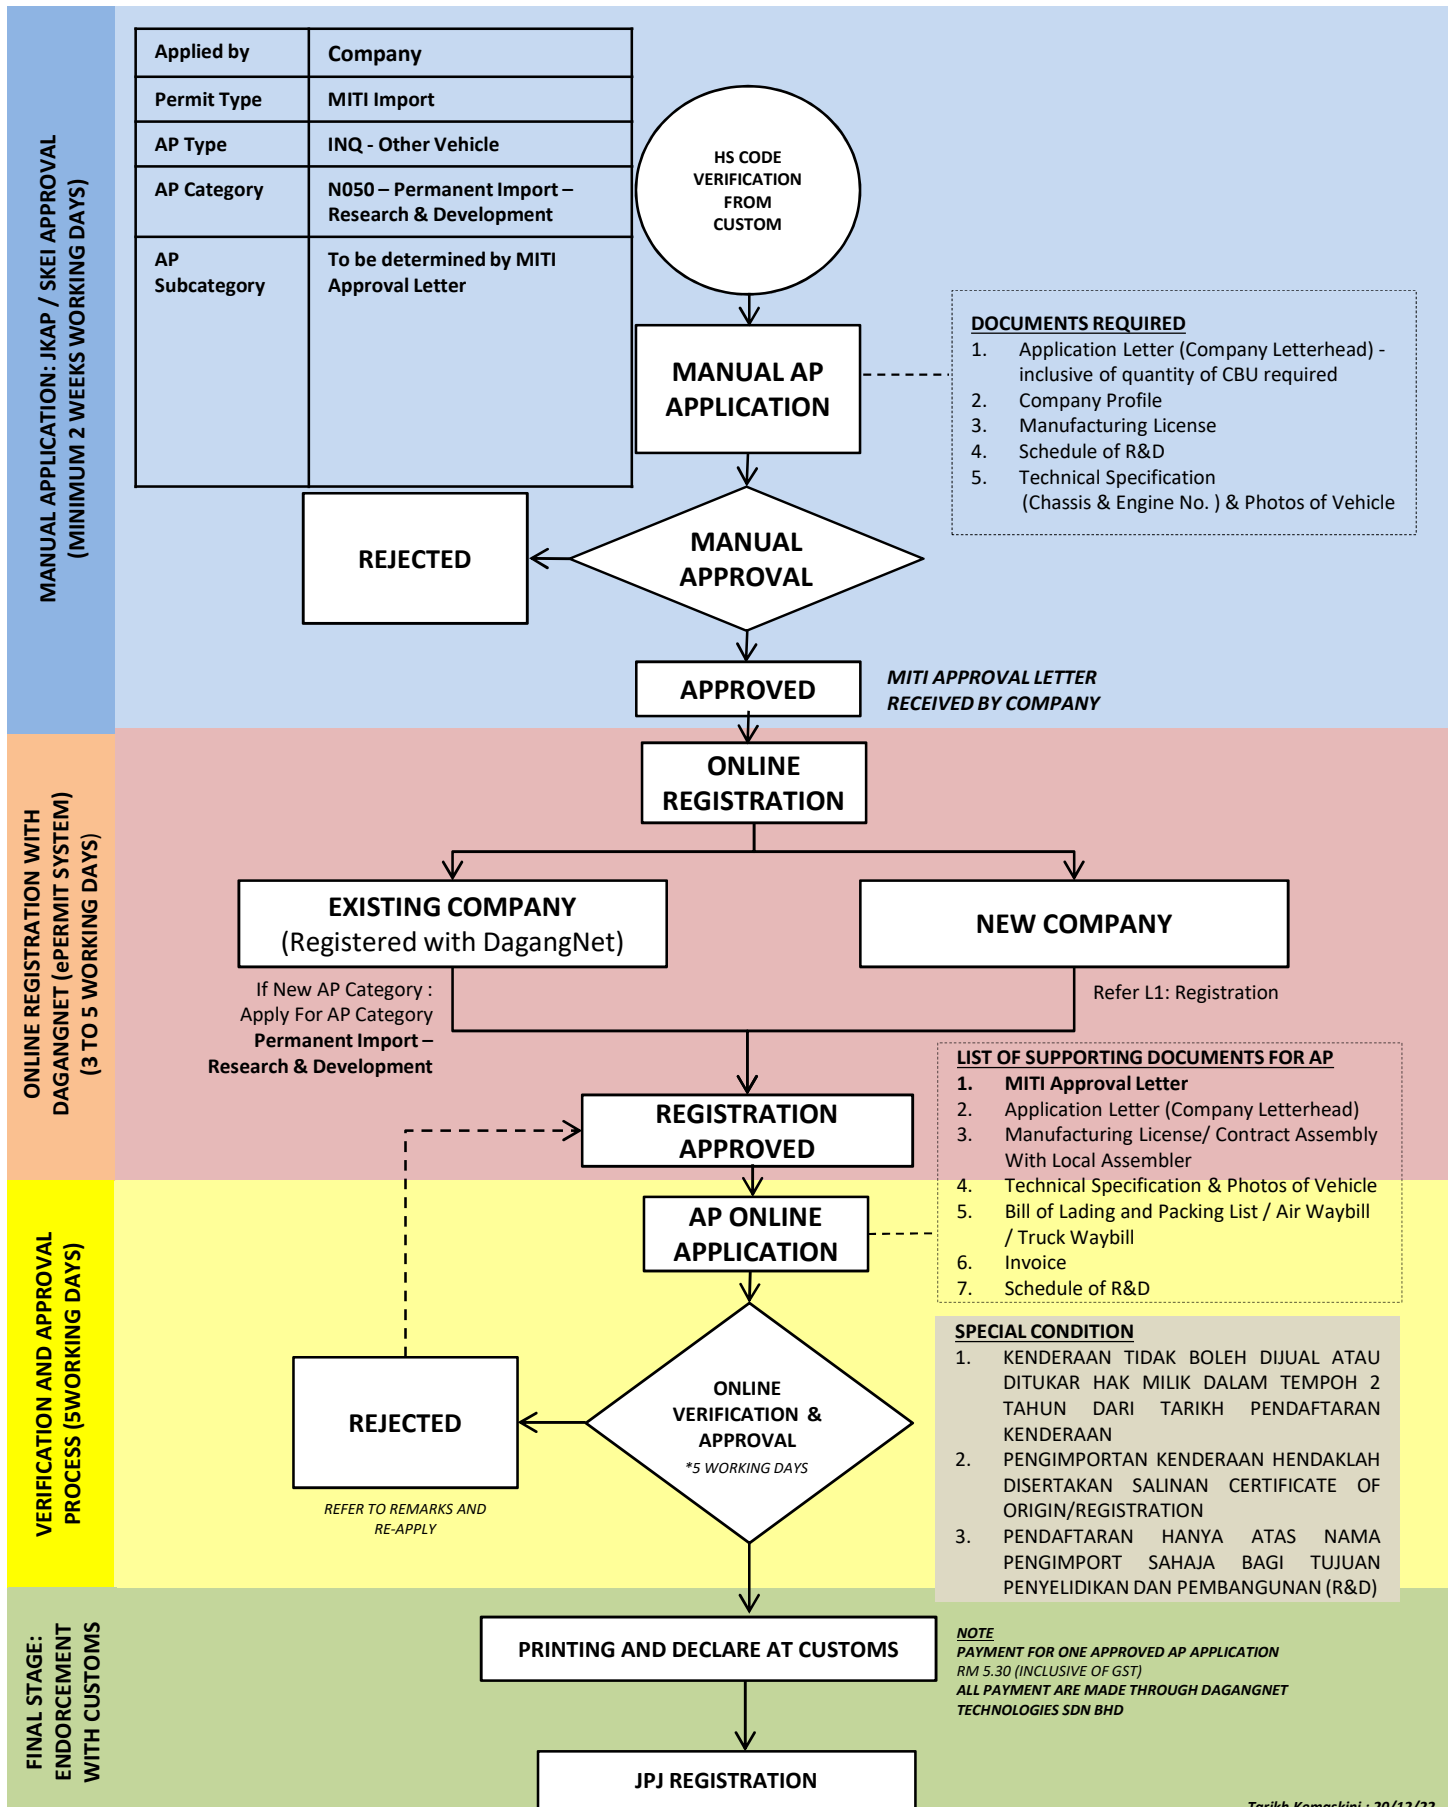 MANUAL APPLICATION: JKAP / SKEI APPROVAL
(MINIMUM 2 WEEKS WORKING DAYS)
Applied by
Company
Permit Type
MITI Import
AP Type
INQ - Other Vehicle
AP Category
N050 – Permanent Import –
Research & Development
AP
Subcategory
To be determined by MITI
Approval Letter
HS CODE
VERIFICATION
FROM
CUSTOM
MANUAL AP
APPLICATION
DOCUMENTS REQUIRED
1. Application Letter (Company Letterhead) -
inclusive of quantity of CBU required
2. Company Profile
3. Manufacturing License
4. Schedule of R&D
5. Technical Specification
(Chassis & Engine No. ) & Photos of Vehicle
MANUAL
APPROVAL
REJECTED
APPROVED
MITI APPROVAL LETTER
RECEIVED BY COMPANY
ONLINE REGISTRATION WITH
DAGANGNET (ePERMIT SYSTEM)
(3 TO 5 WORKING DAYS)
ONLINE
REGISTRATION
EXISTING COMPANY
(Registered with DagangNet)
NEW COMPANY
If New AP Category :
Apply For AP Category
Permanent Import –
Research & Development
Refer L1: Registration
REGISTRATION
APPROVED
LIST OF SUPPORTING DOCUMENTS FOR AP
1. MITI Approval Letter
2. Application Letter (Company Letterhead)
3. Manufacturing License/ Contract Assembly
With Local Assembler
4. Technical Specification & Photos of Vehicle
5. Bill of Lading and Packing List / Air Waybill
/ Truck Waybill
6. Invoice
7. Schedule of R&D
VERIFICATION AND APPROVAL
PROCESS (5WORKING DAYS)
AP ONLINE
APPLICATION
ONLINE
VERIFICATION &
APPROVAL
*5 WORKING DAYS
REJECTED
REFER TO REMARKS AND
RE-APPLY
SPECIAL CONDITION
1. KENDERAAN TIDAK BOLEH DIJUAL ATAU
DITUKAR HAK MILIK DALAM TEMPOH 2
TAHUN DARI TARIKH PENDAFTARAN
KENDERAAN
2. PENGIMPORTAN KENDERAAN HENDAKLAH
DISERTAKAN SALINAN CERTIFICATE OF
ORIGIN/REGISTRATION
3. PENDAFTARAN HANYA ATAS NAMA
PENGIMPORT SAHAJA BAGI TUJUAN
PENYELIDIKAN DAN PEMBANGUNAN (R&D)
FINAL STAGE:
ENDORCEMENT
WITH CUSTOMS
PRINTING AND DECLARE AT CUSTOMS
NOTE
PAYMENT FOR ONE APPROVED AP APPLICATION
RM 5.30 (INCLUSIVE OF GST)
ALL PAYMENT ARE MADE THROUGH DAGANGNET
TECHNOLOGIES SDN BHD
JPJ REGISTRATION
Tarikh Kemaskini : 20/12/22